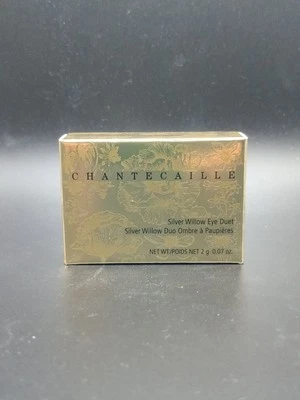 CHANTECAILLE
Silver Willow Eye Duet
Silver Willow Duo Ombre à Paupières
NET WT/POIDS NET 2 g 0.07 oz.